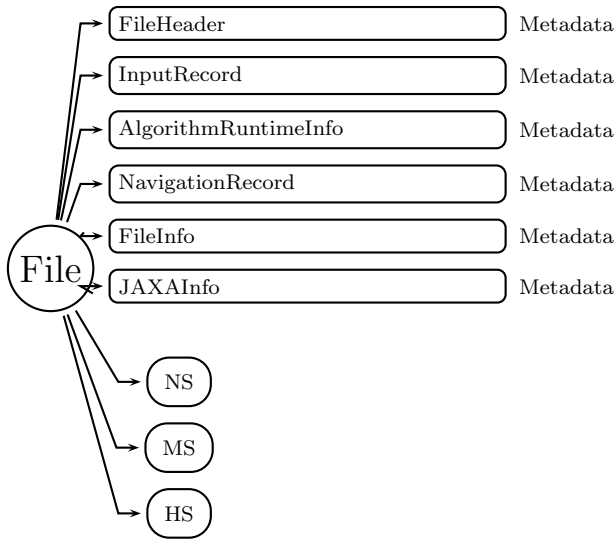 FileHeader Metadata
InputRecord Metadata
AlgorithmRuntimeInfo Metadata
NavigationRecord Metadata
FileInfo Metadata
File
JAXAInfo Metadata
NS
MS
HS